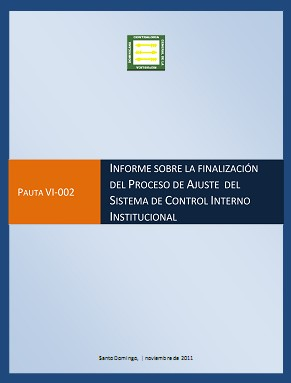 CONTRALORIA
PAUTA VI-002
INFORME SOBRE LA FINALIZACIÓN
DEL PROCESO DE AJUSTE DEL
SISTEMA DE CONTROL INTERNO
INSTITUCIONAL
Santo Domingo, | noviembre de 2011